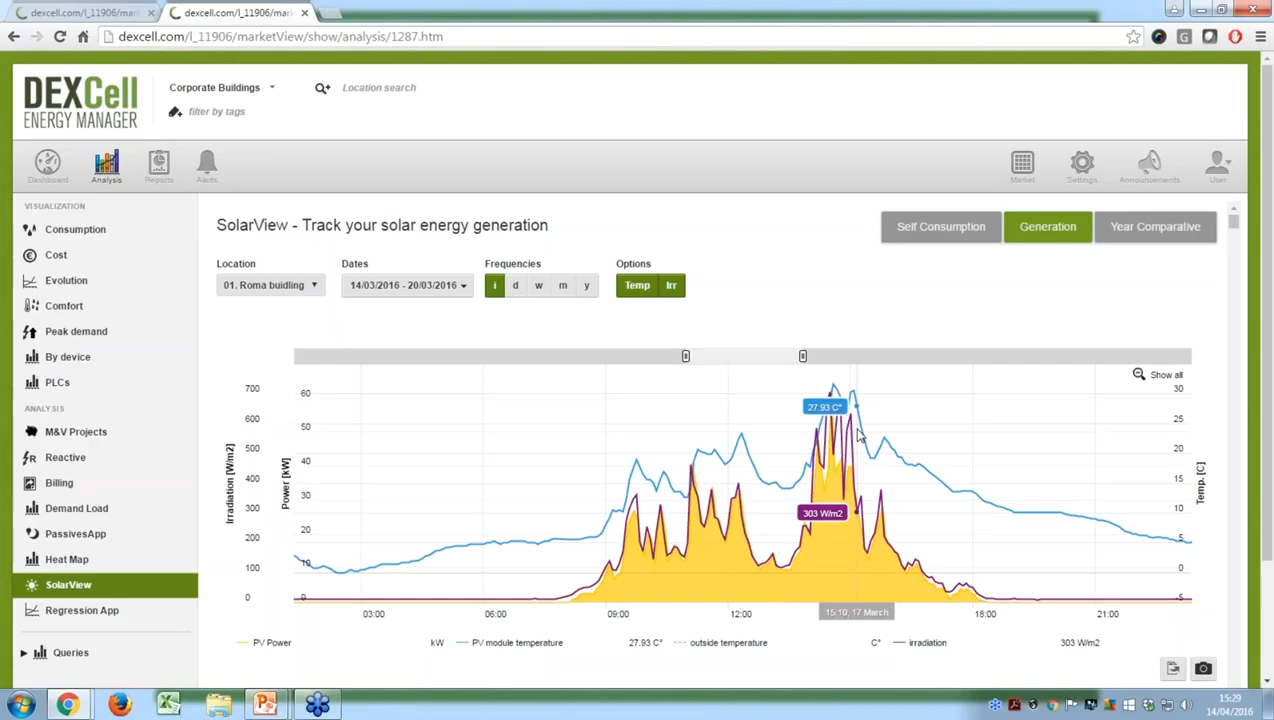 dexcell.com/l_11906/mar
dexcell.com/l_11906/mar
dexcell.com/l_11906/marketView/show/analysis/1287.htm
DEXCell
ENERGY MANAGER
Corporate Buildings
Location search
filter by tags
Dashboard
Analysis
Reports
Alerts
Market
Settings
Announcements
User
VISUALIZATION
Consumption
Cost
Evolution
Comfort
Peak demand
By device
PLCs
ANALYSIS
M&V Projects
Reactive
Billing
Demand Load
PassivesApp
Heat Map
SolarView
Regression App
Queries
SolarView - Track your solar energy generation
Self Consumption
Generation
Year Comparative
Location
Dates
Frequencies
Options
01. Roma buidling
14/03/2016 - 20/03/2016
i d w m y
Temp Irr
Show all
700
600
500
400
300
200
100
0
Irradiation [W/m2]
60
50
40
30
20
10
0
Power [kW]
30
25
20
15
10
5
0
-5
Temp. [C]
27.93 C°
303 W/m2
03:00
06:00
09:00
12:00
15:10, 17 March
18:00
21:00
PV Power kW
PV module temperature 27.93 C°
outside temperature C°
irradiation 303 W/m2
15:29
14/04/2016